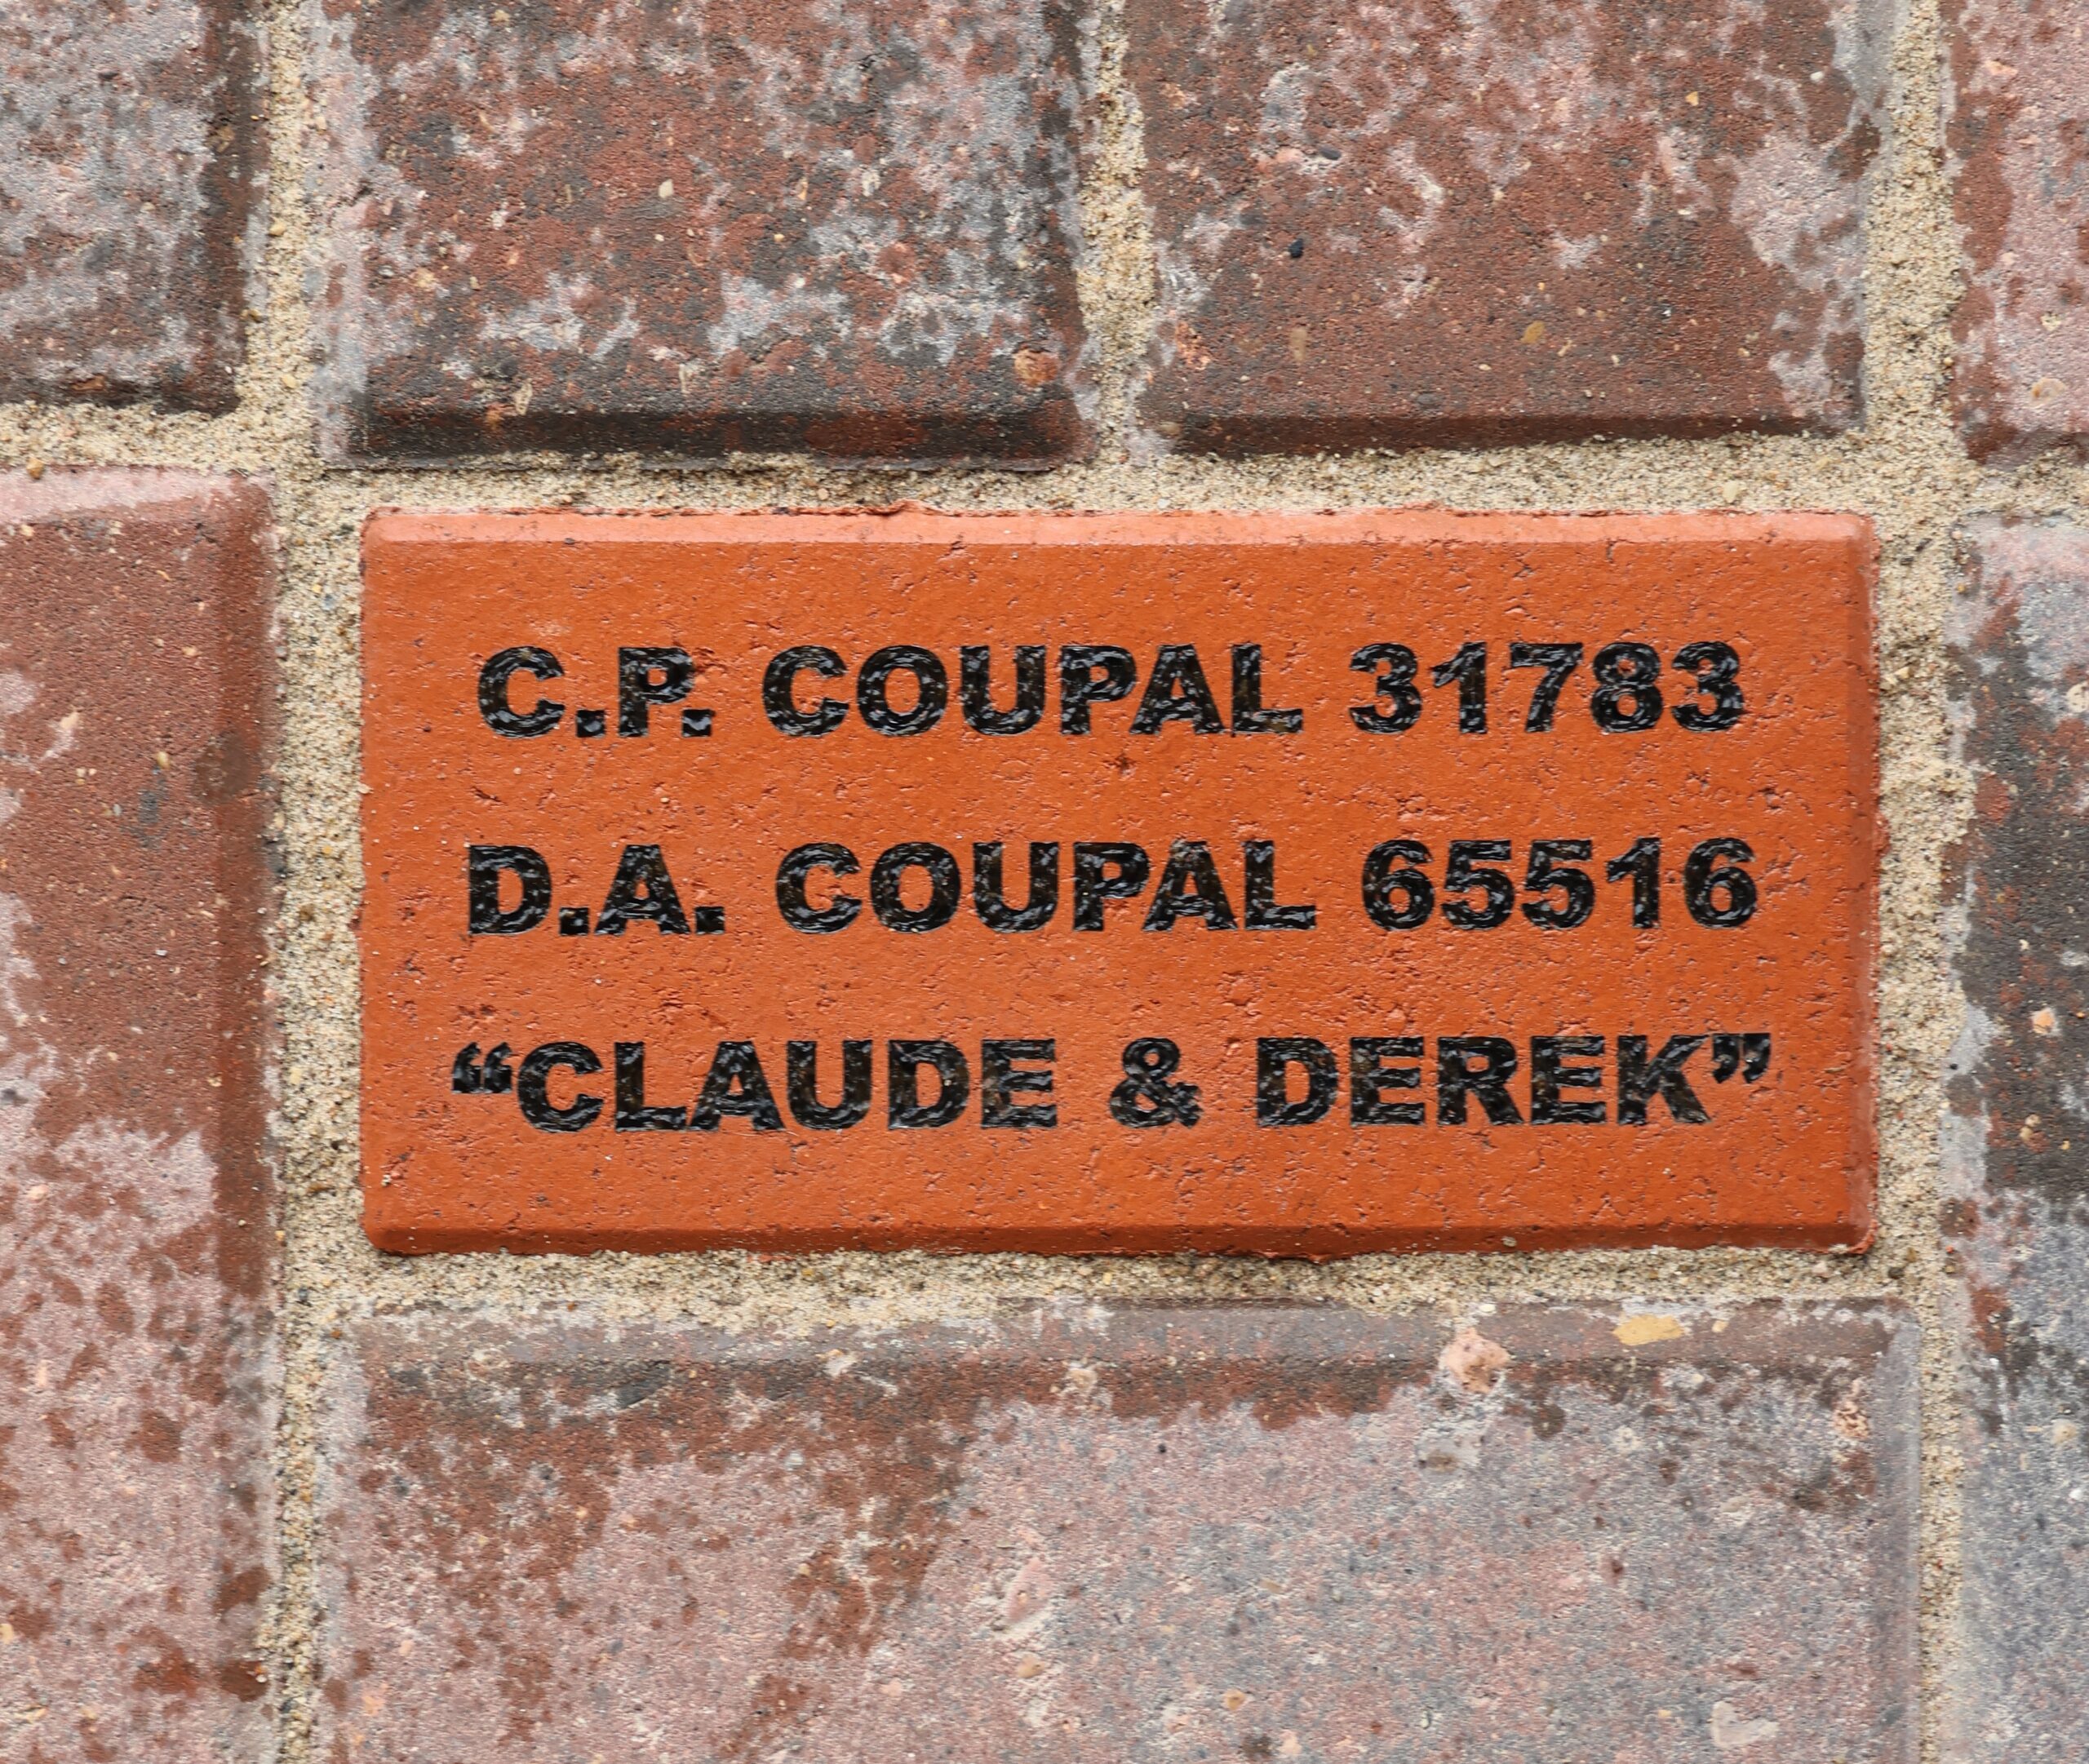 C.P. COUPAL 31783
D.A. COUPAL 65516
“CLAUDE & DEREK”